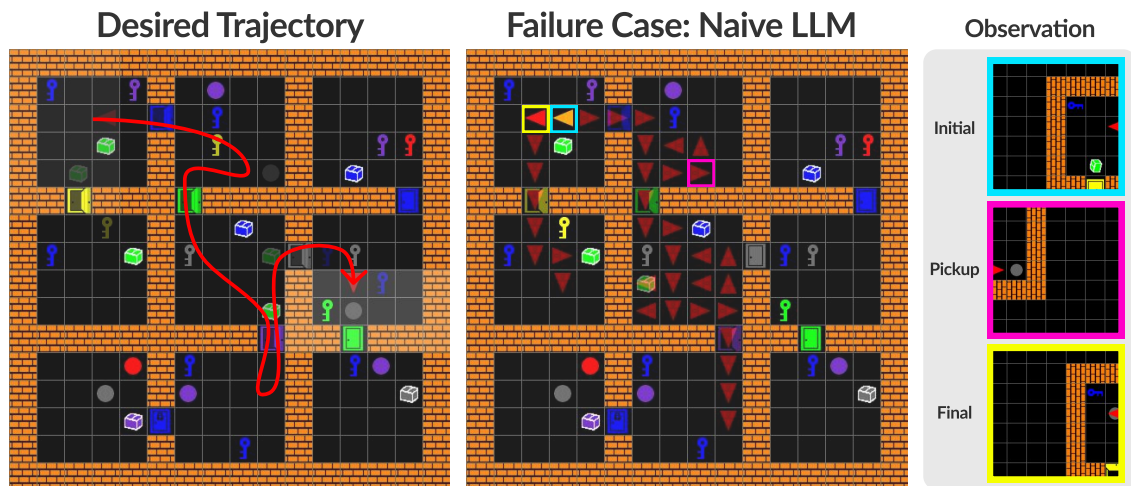 Desired Trajectory
Failure Case: Naive LLM
Observation
Initial
Pickup
Final